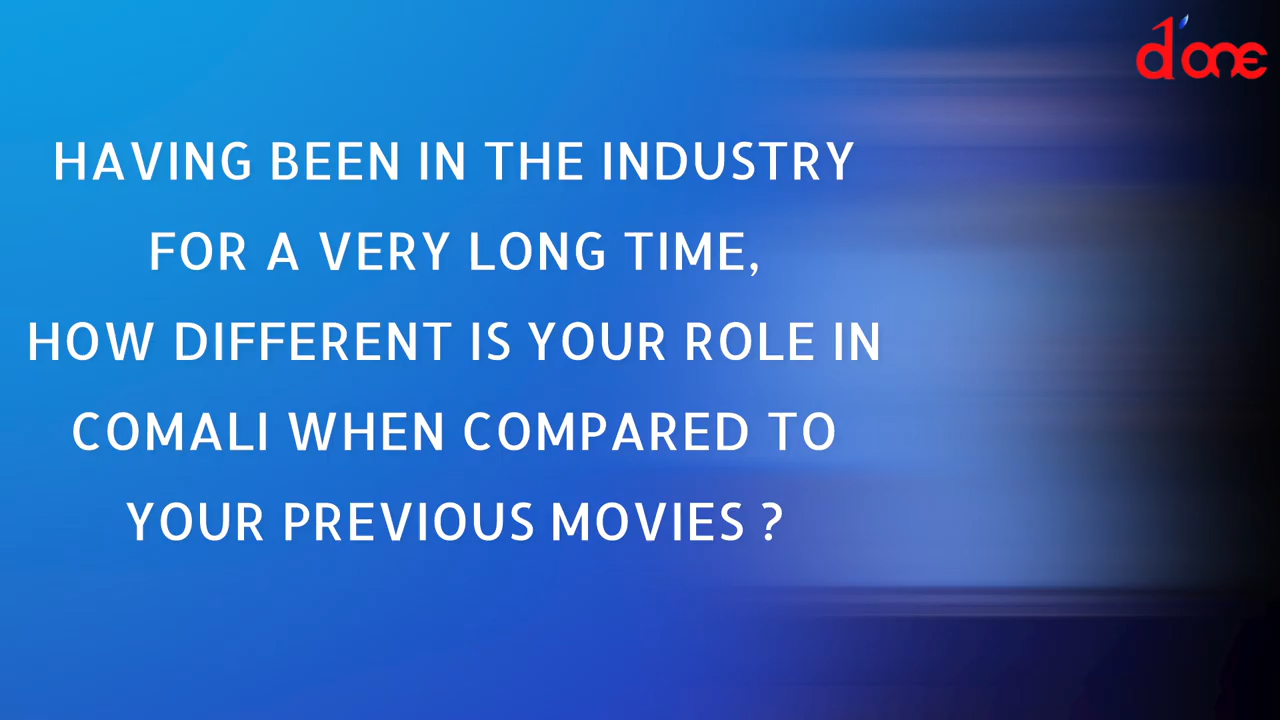 d'one
HAVING BEEN IN THE INDUSTRY
FOR A VERY LONG TIME,
HOW DIFFERENT IS YOUR ROLE IN
COMALI WHEN COMPARED TO
YOUR PREVIOUS MOVIES ?